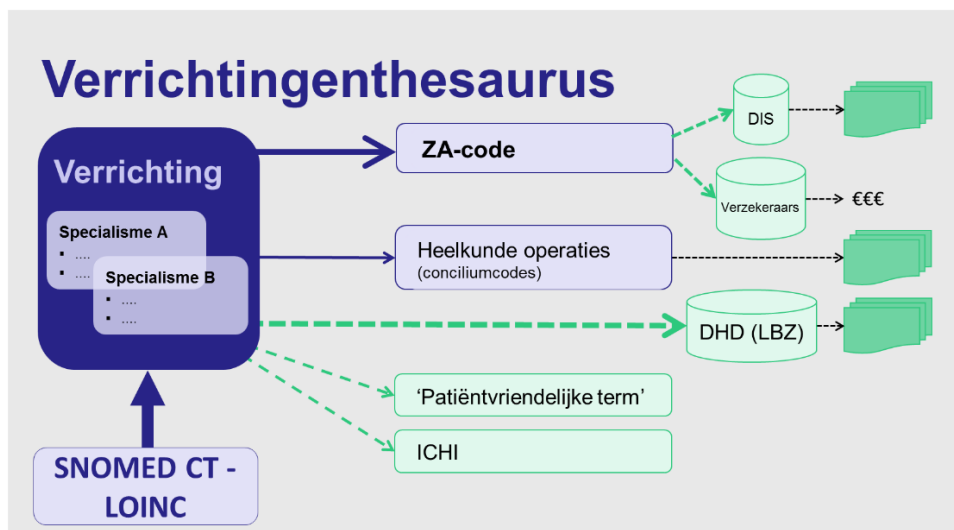 Verrichtingenthesaurus
Verrichting
Specialisme A
▪ ....
▪ ....
Specialisme B
▪ ....
▪ ....
SNOMED CT -
LOINC
ZA-code
Heelkunde operaties
(conciliumcodes)
DIS
Verzekeraars
€€€
DHD (LBZ)
‘Patiëntvriendelijke term’
ICHI